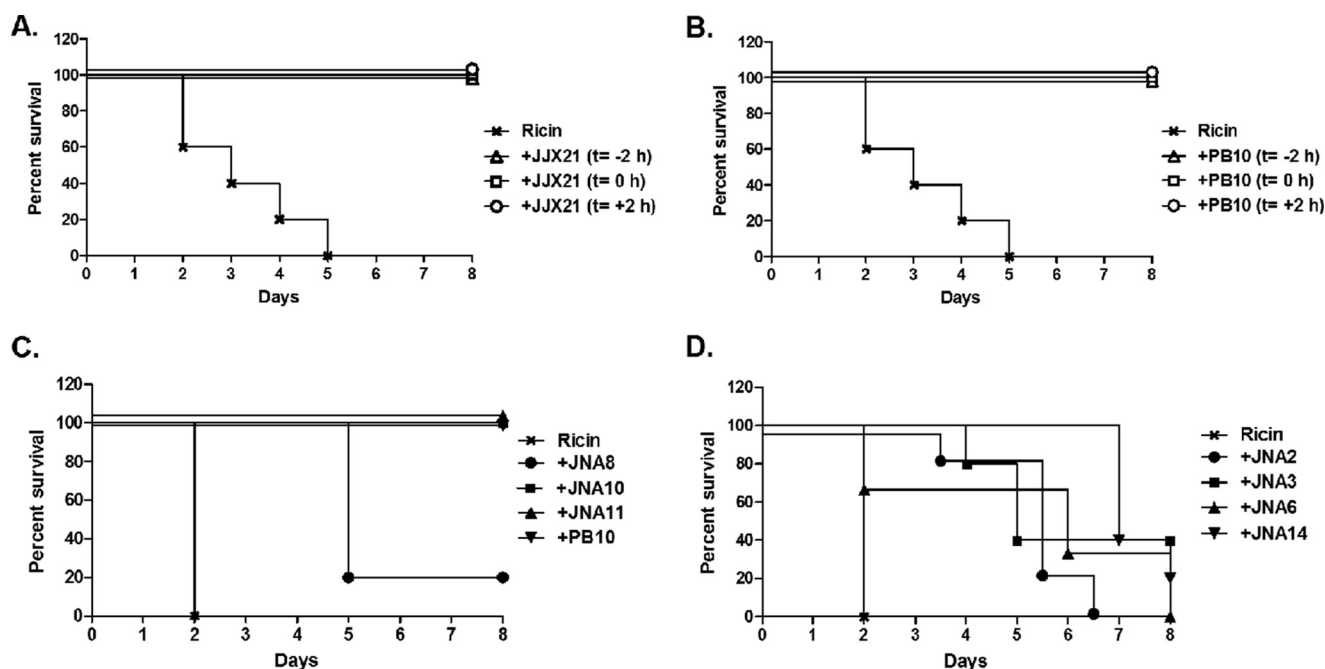 A.
120
100
80
60
40
20
0
Percent survival
0 1 2 3 4 5 6 7 8
Days
Ricin
+JJX21 (t= -2 h)
+JJX21 (t= 0 h)
+JJX21 (t= +2 h)
B.
120
100
80
60
40
20
0
Percent survival
0 1 2 3 4 5 6 7 8
Days
Ricin
+PB10 (t= -2 h)
+PB10 (t= 0 h)
+PB10 (t= +2 h)
C.
120
100
80
60
40
20
0
Percent survival
0 1 2 3 4 5 6 7 8
Days
Ricin
+JNA8
+JNA10
+JNA11
+PB10
D.
120
100
80
60
40
20
0
Percent survival
0 1 2 3 4 5 6 7 8
Days
Ricin
+JNA2
+JNA3
+JNA6
+JNA14